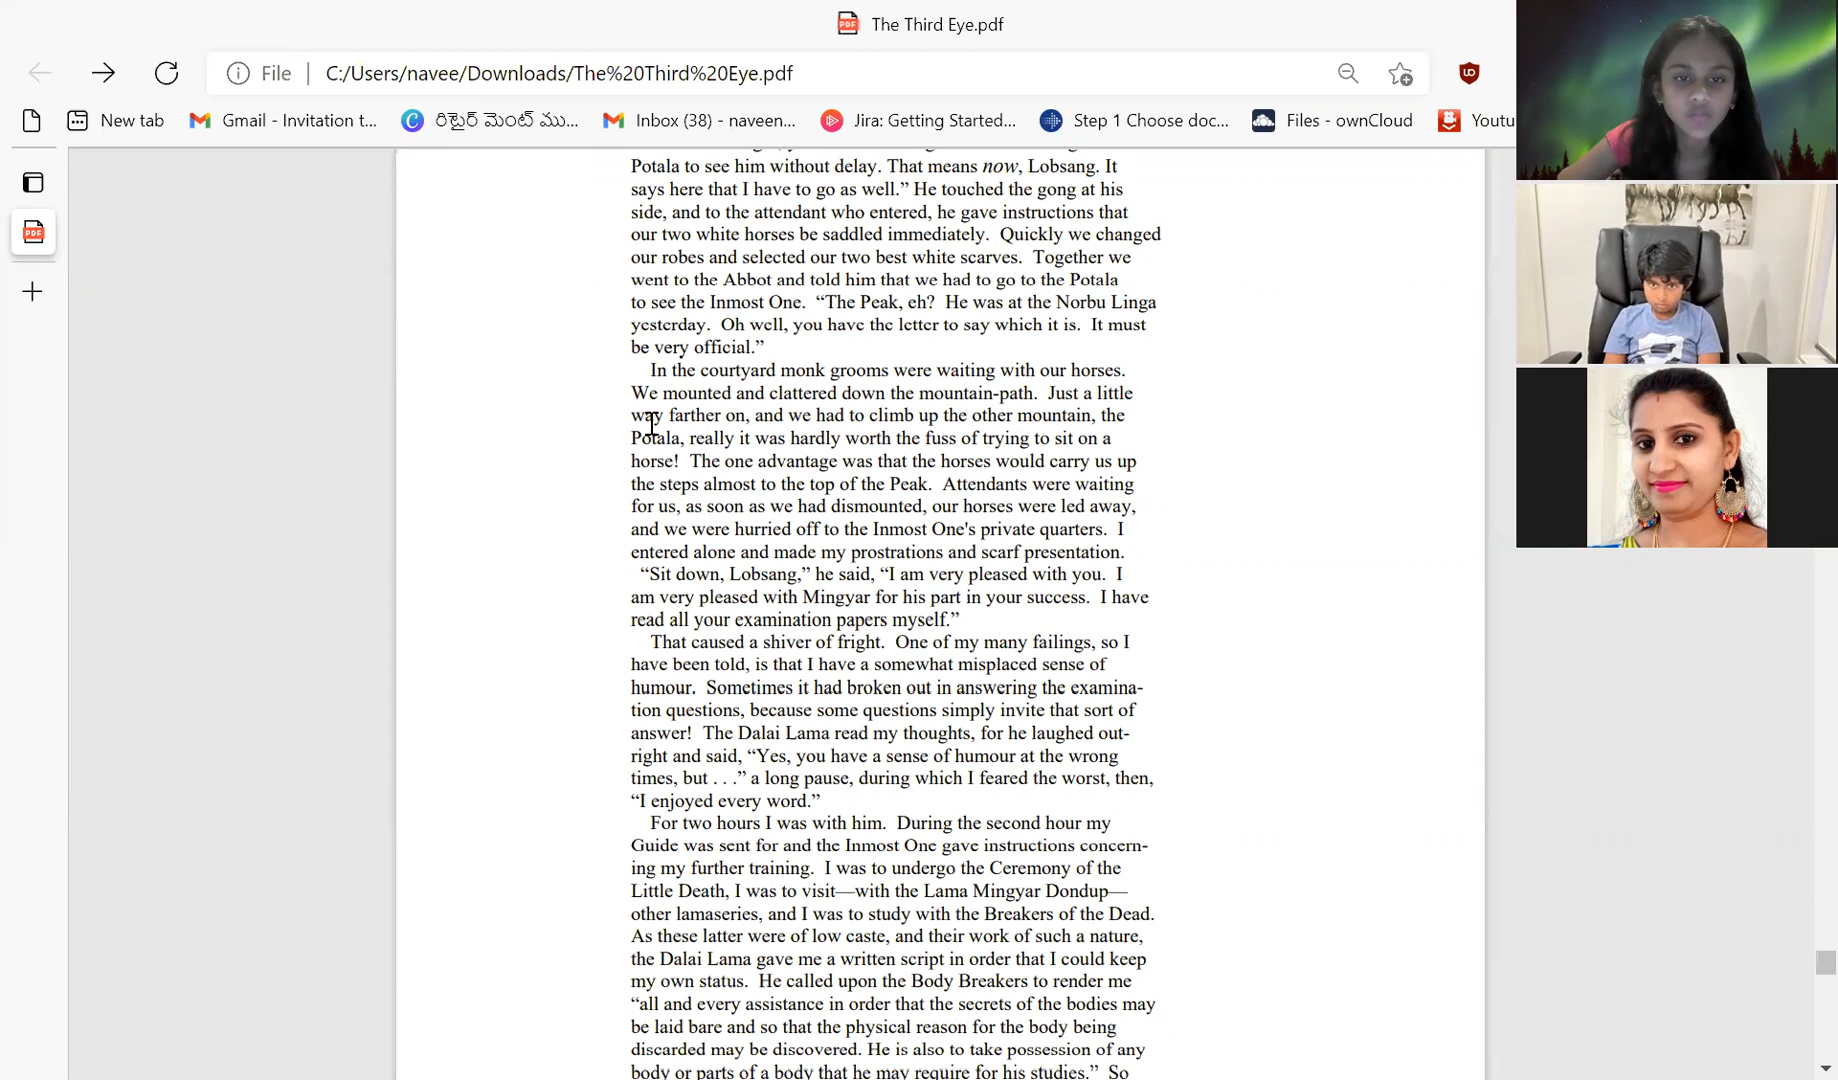 The Third Eye.pdf
File | C:/Users/navee/Downloads/The%20Third%20Eye.pdf
New tab
Gmail - Invitation t...
రిటైర్ మెంట్ ము...
Inbox (38) - naveen...
Jira: Getting Started...
Step 1 Choose doc...
Files - ownCloud
Youtu
Potala to see him without delay. That means now, Lobsang. It
says here that I have to go as well.” He touched the gong at his
side, and to the attendant who entered, he gave instructions that
our two white horses be saddled immediately. Quickly we changed
our robes and selected our two best white scarves. Together we
went to the Abbot and told him that we had to go to the Potala
to see the Inmost One. “The Peak, eh? He was at the Norbu Linga
yesterday. Oh well, you have the letter to say which it is. It must
be very official.”
In the courtyard monk grooms were waiting with our horses.
We mounted and clattered down the mountain-path. Just a little
way farther on, and we had to climb up the other mountain, the
Potala, really it was hardly worth the fuss of trying to sit on a
horse! The one advantage was that the horses would carry us up
the steps almost to the top of the Peak. Attendants were waiting
for us, as soon as we had dismounted, our horses were led away,
and we were hurried off to the Inmost One's private quarters. I
entered alone and made my prostrations and scarf presentation.
“Sit down, Lobsang,” he said, “I am very pleased with you. I
am very pleased with Mingyar for his part in your success. I have
read all your examination papers myself.”
That caused a shiver of fright. One of my many failings, so I
have been told, is that I have a somewhat misplaced sense of
humour. Sometimes it had broken out in answering the examina-
tion questions, because some questions simply invite that sort of
answer! The Dalai Lama read my thoughts, for he laughed out-
right and said, “Yes, you have a sense of humour at the wrong
times, but . . .” a long pause, during which I feared the worst, then,
“I enjoyed every word.”
For two hours I was with him. During the second hour my
Guide was sent for and the Inmost One gave instructions concern-
ing my further training. I was to undergo the Ceremony of the
Little Death, I was to visit—with the Lama Mingyar Dondup—
other lamaseries, and I was to study with the Breakers of the Dead.
As these latter were of low caste, and their work of such a nature,
the Dalai Lama gave me a written script in order that I could keep
my own status. He called upon the Body Breakers to render me
“all and every assistance in order that the secrets of the bodies may
be laid bare and so that the physical reason for the body being
discarded may be discovered. He is also to take possession of any
body or parts of a body that he may require for his studies.” So